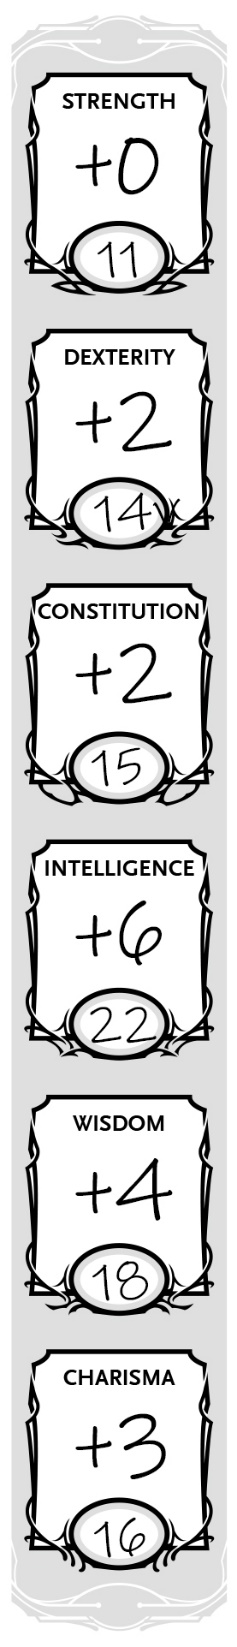 STRENGTH
+0
11
DEXTERITY
+2
14
CONSTITUTION
+2
15
INTELLIGENCE
+6
22
WISDOM
+4
18
CHARISMA
+3
16